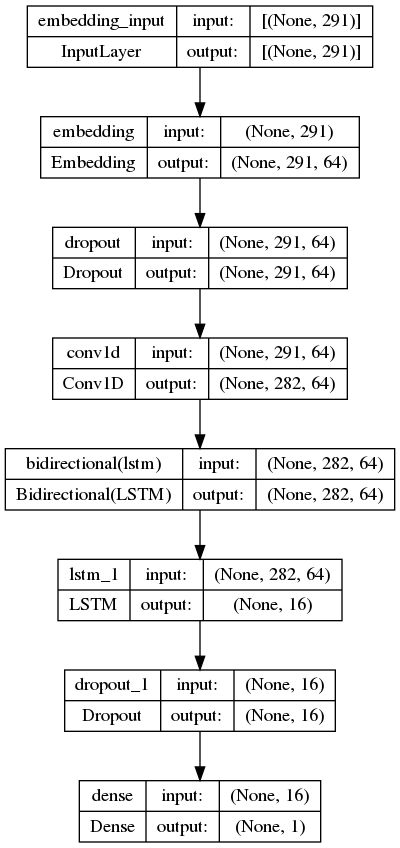 embedding_input input: [(None, 291)]
InputLayer output: [(None, 291)]
embedding input: (None, 291)
Embedding output: (None, 291, 64)
dropout input: (None, 291, 64)
Dropout output: (None, 291, 64)
conv1d input: (None, 291, 64)
Conv1D output: (None, 282, 64)
bidirectional(lstm) input: (None, 282, 64)
Bidirectional(LSTM) output: (None, 282, 64)
lstm_1 input: (None, 282, 64)
LSTM output: (None, 16)
dropout_1 input: (None, 16)
Dropout output: (None, 16)
dense input: (None, 16)
Dense output: (None, 1)